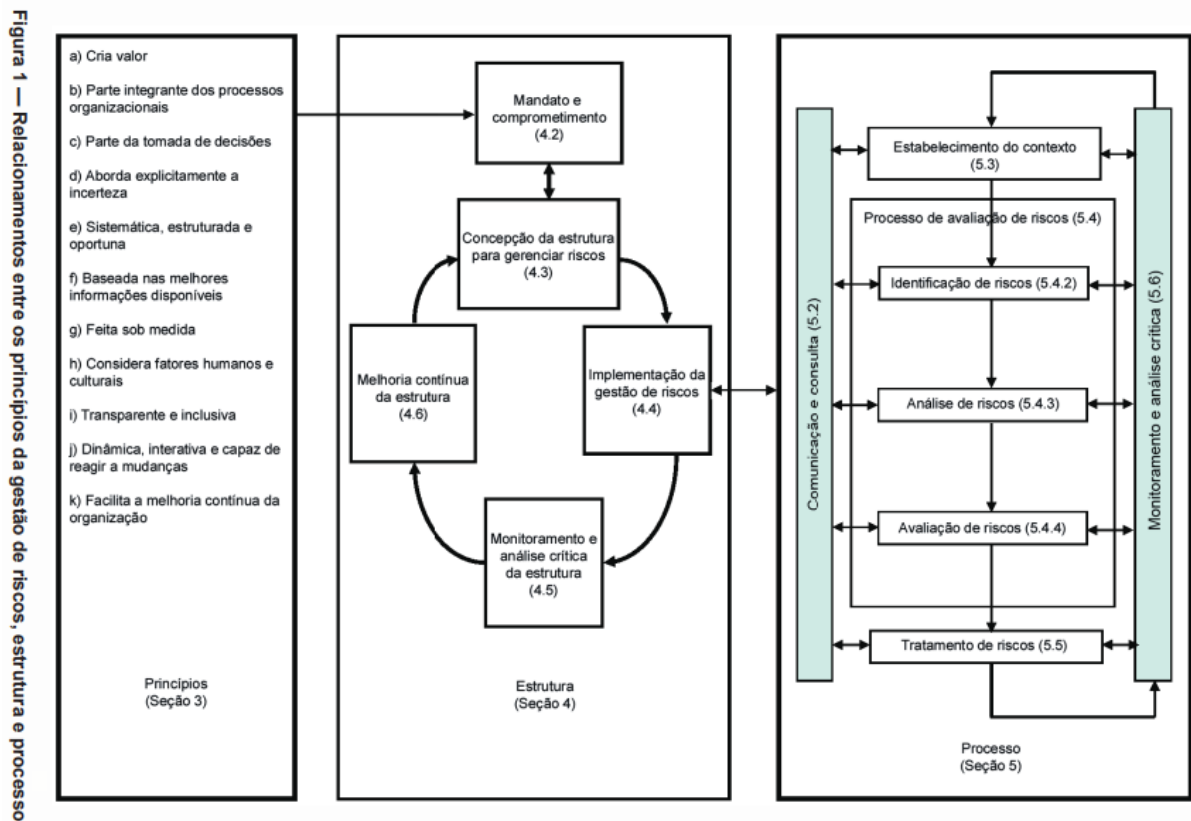 Figura 1 — Relacionamentos entre os princípios da gestão de riscos, estrutura e processo
a) Cria valor
b) Parte integrante dos processos
organizacionais
c) Parte da tomada de decisões
d) Aborda explicitamente a
incerteza
e) Sistemática, estruturada e
oportuna
f) Baseada nas melhores
informações disponíveis
g) Feita sob medida
h) Considera fatores humanos e
culturais
i) Transparente e inclusiva
j) Dinâmica, interativa e capaz de
reagir a mudanças
k) Facilita a melhoria contínua da
organização
Princípios
(Seção 3)
Mandato e
comprometimento
(4.2)
Concepção da estrutura
para gerenciar riscos
(4.3)
Melhoria contínua
da estrutura
(4.6)
Implementação da
gestão de riscos
(4.4)
Monitoramento e
análise crítica
da estrutura
(4.5)
Estrutura
(Seção 4)
Comunicação e consulta (5.2)
Estabelecimento do contexto
(5.3)
Processo de avaliação de riscos (5.4)
Identificação de riscos (5.4.2)
Análise de riscos (5.4.3)
Avaliação de riscos (5.4.4)
Tratamento de riscos (5.5)
Monitoramento e análise crítica (5.6)
Processo
(Seção 5)